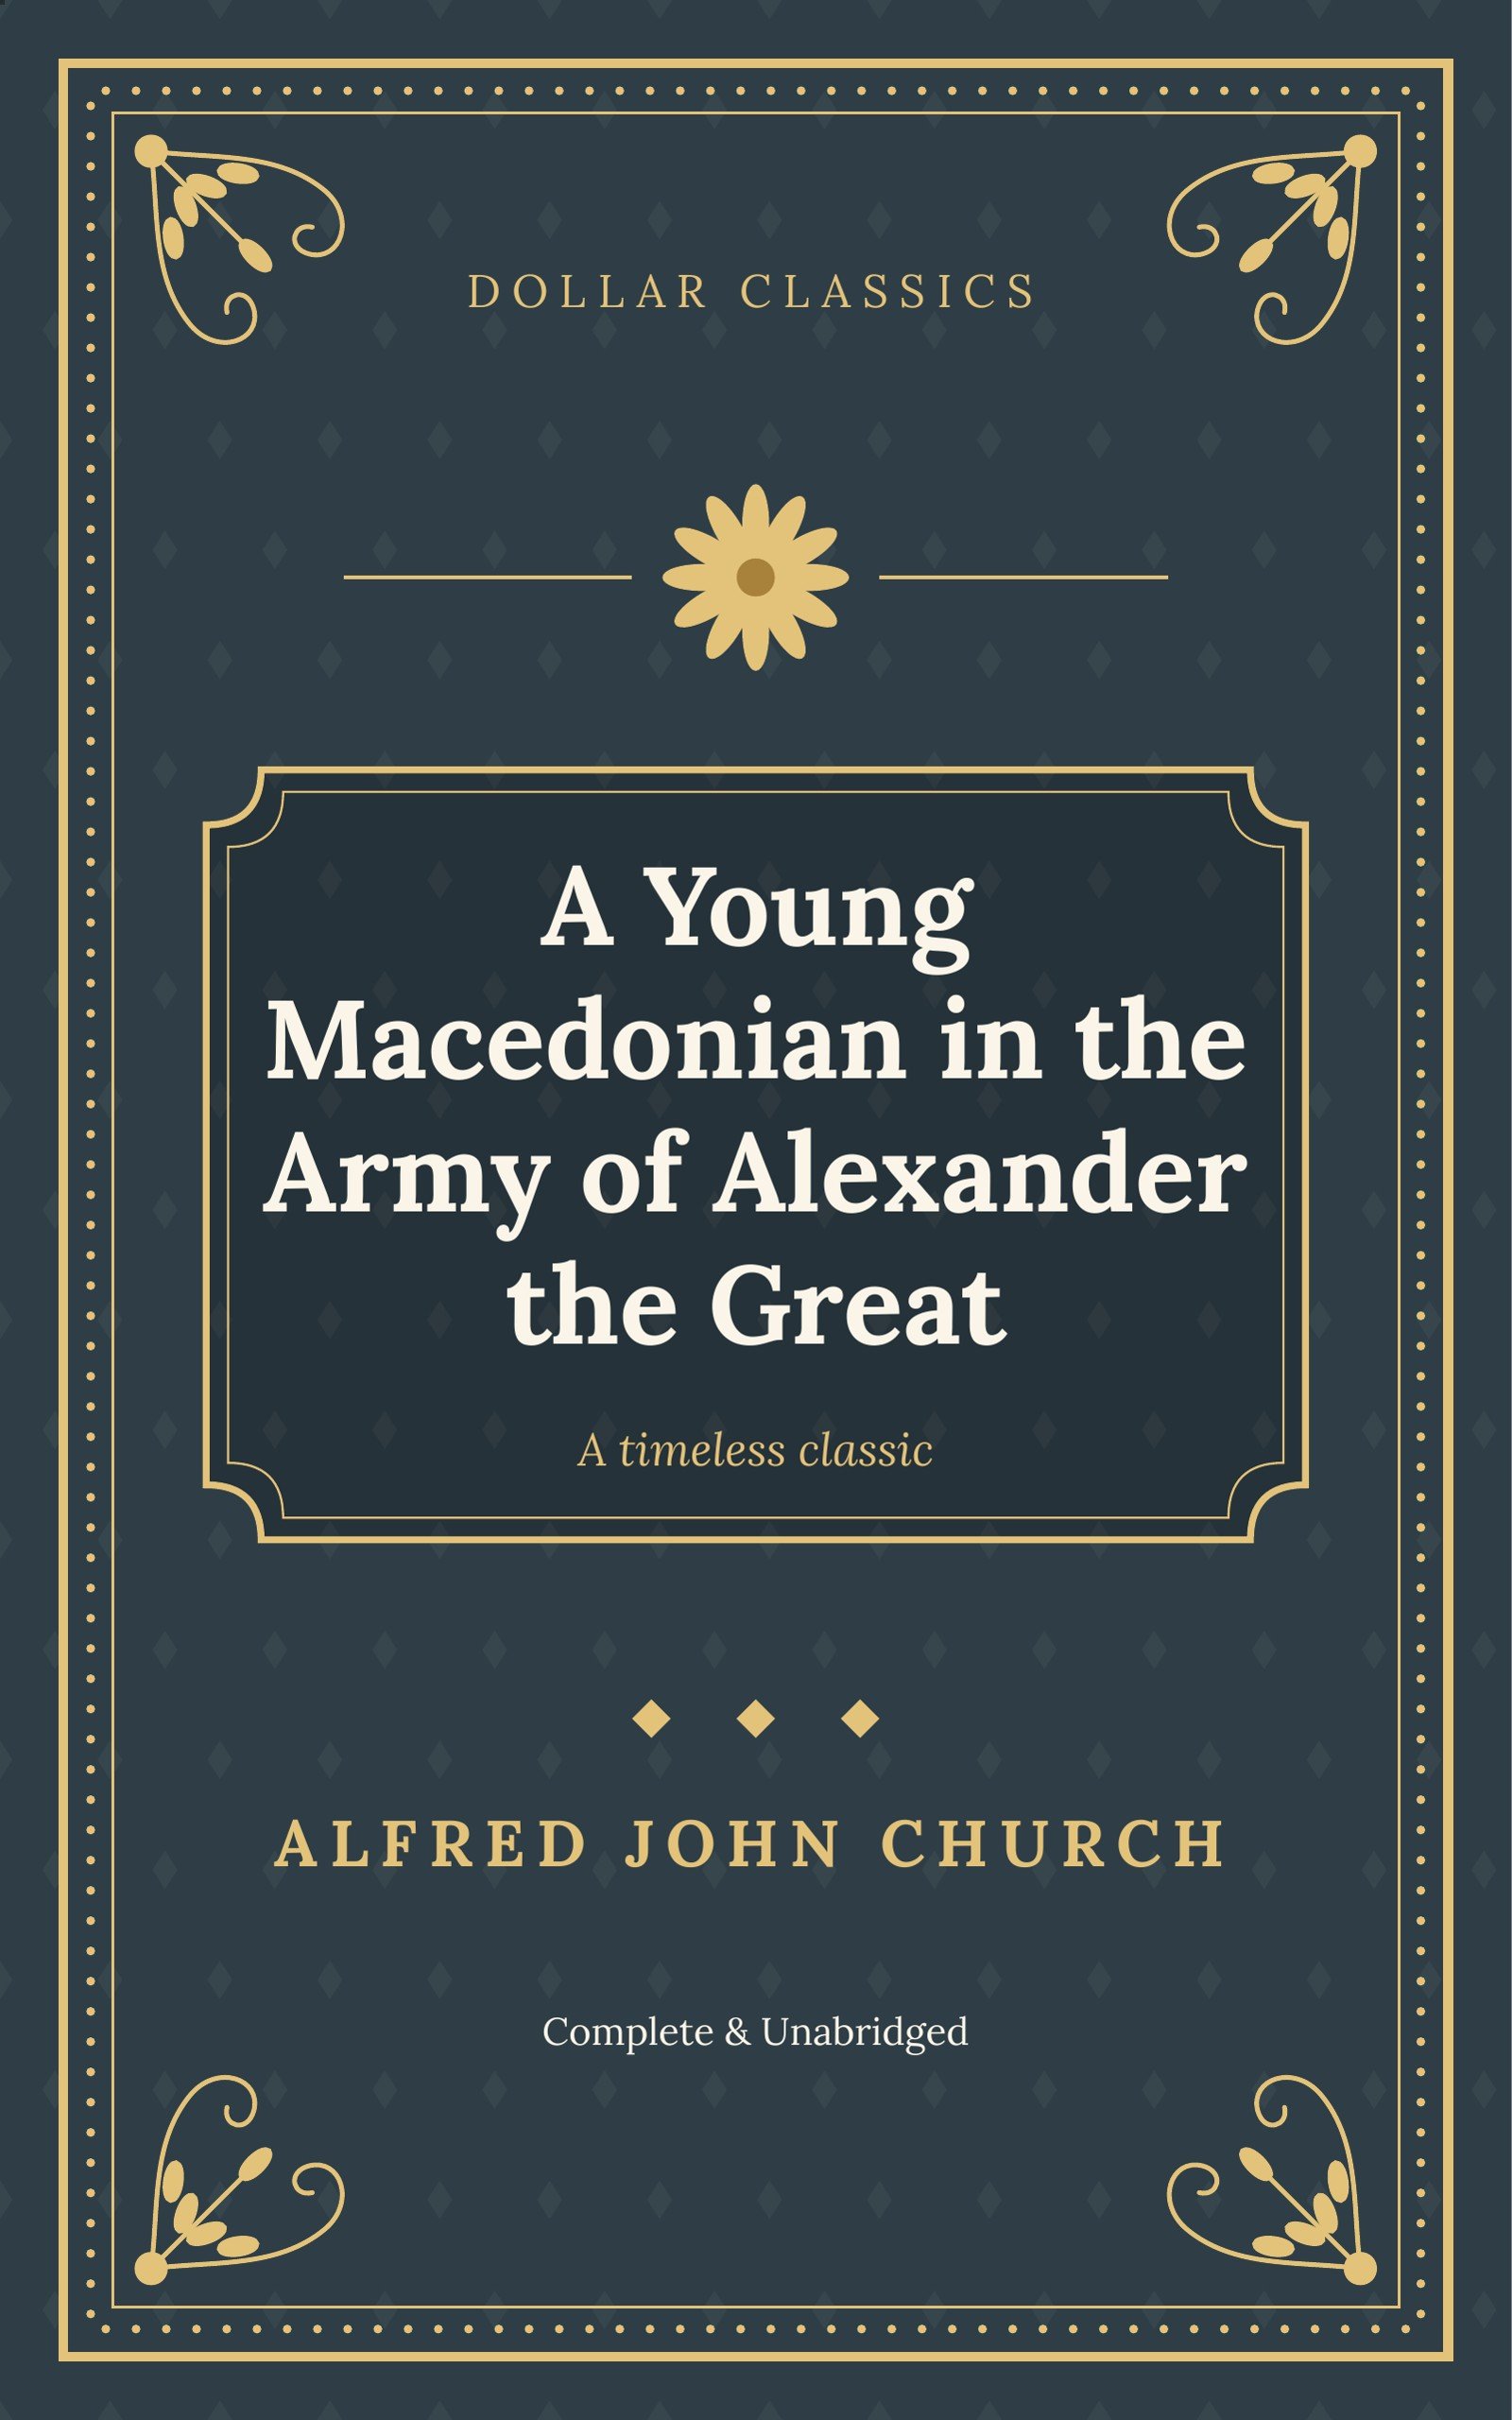 DOLLAR CLASSICS
A Young
Macedonian in the
Army of Alexander
the Great
A timeless classic
ALFRED JOHN CHURCH
Complete & Unabridged